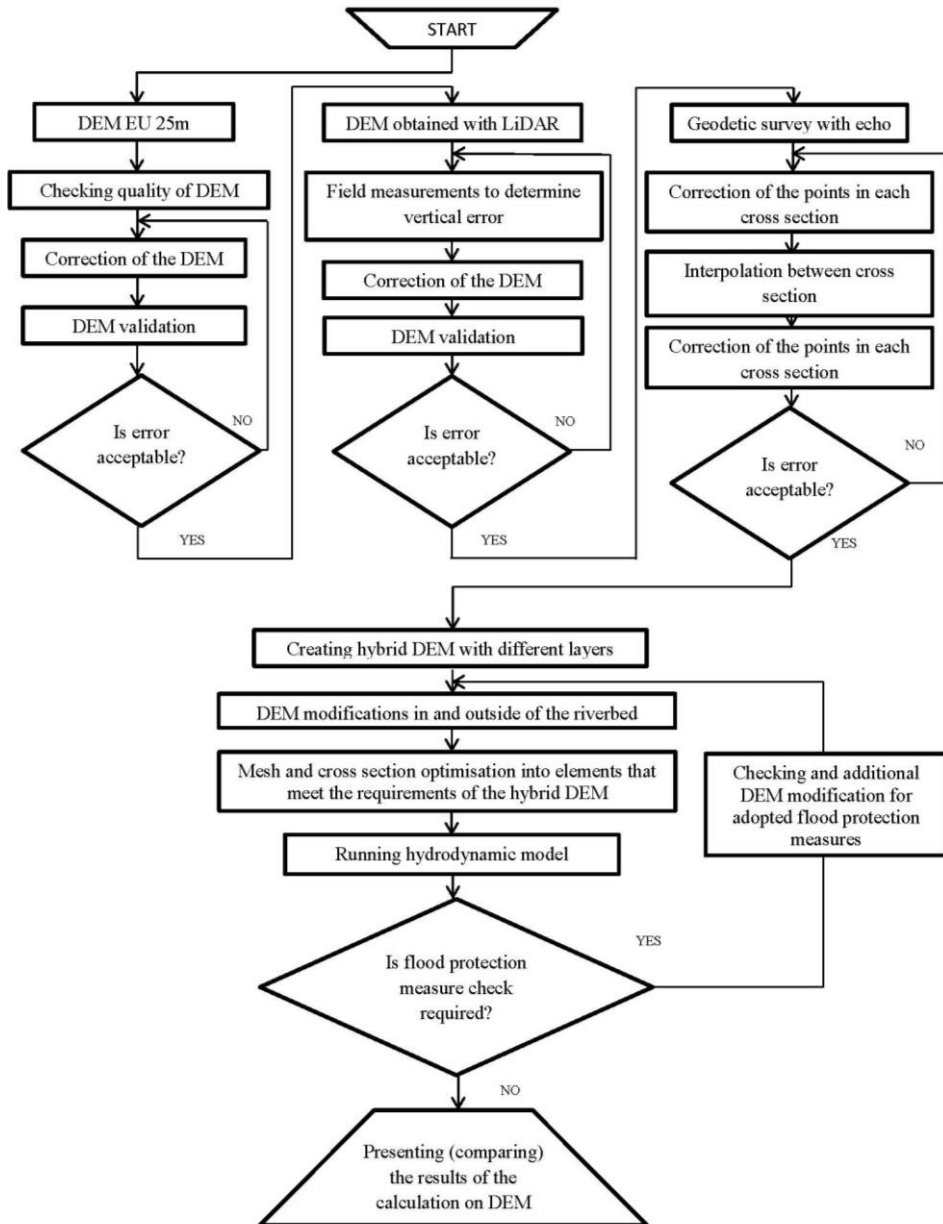 START
DEM EU 25m
Checking quality of DEM
Correction of the DEM
DEM validation
Is error
acceptable?
NO
YES
DEM obtained with LiDAR
Field measurements to determine
vertical error
Correction of the DEM
DEM validation
Is error
acceptable?
NO
YES
Geodetic survey with echo
Correction of the points in each
cross section
Interpolation between cross
section
Correction of the points in each
cross section
Is error
acceptable?
NO
YES
Creating hybrid DEM with different layers
DEM modifications in and outside of the riverbed
Mesh and cross section optimisation into elements that
meet the requirements of the hybrid DEM
Running hydrodynamic model
Is flood protection
measure check
required?
YES
Checking and additional
DEM modification for
adopted flood protection
measures
NO
Presenting (comparing)
the results of the
calculation on DEM